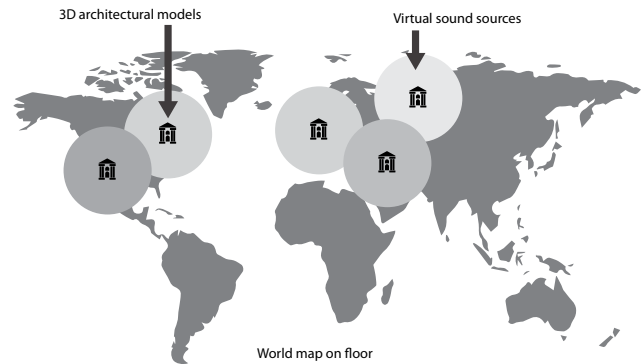 3D architectural models
Virtual sound sources
World map on floor